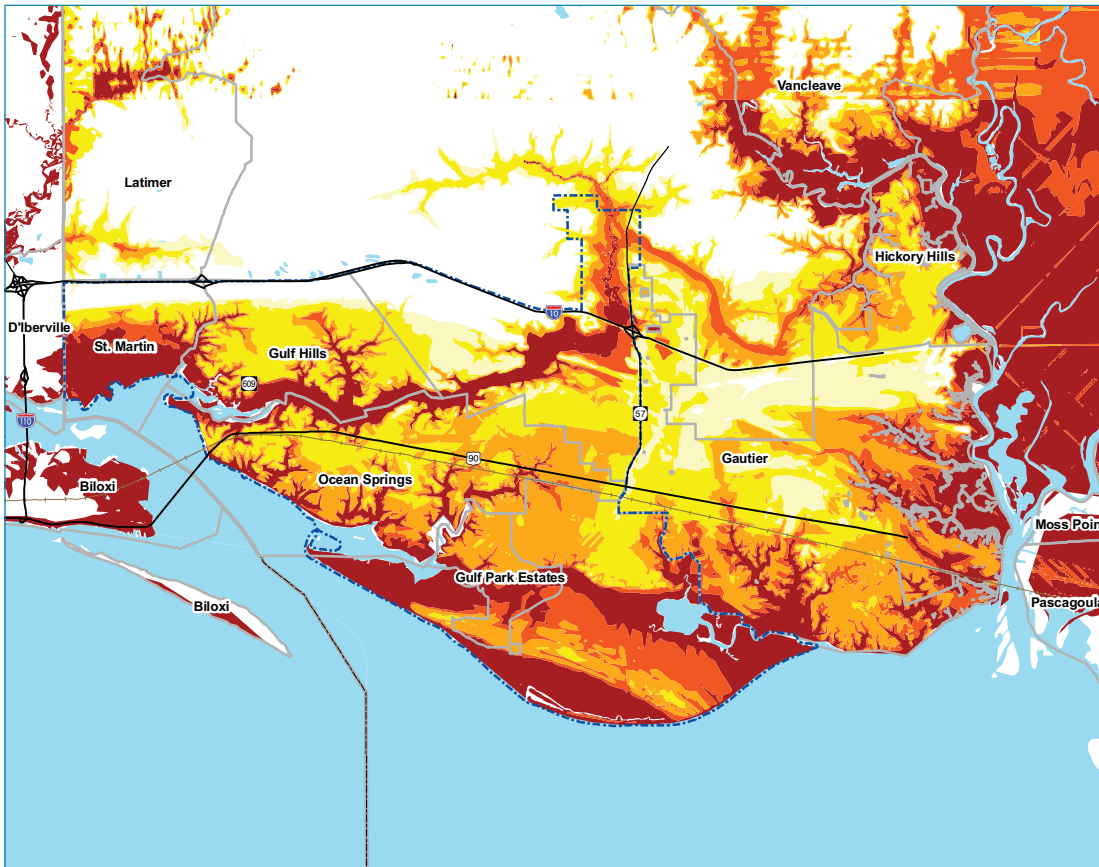 Vancleave
Latimer
Hickory Hills
10
D'Iberville
St. Martin
Gulf Hills
609
57
110
90
Gautier
Ocean Springs
Biloxi
Moss Poin
Gulf Park Estates
Biloxi
Pascagoula